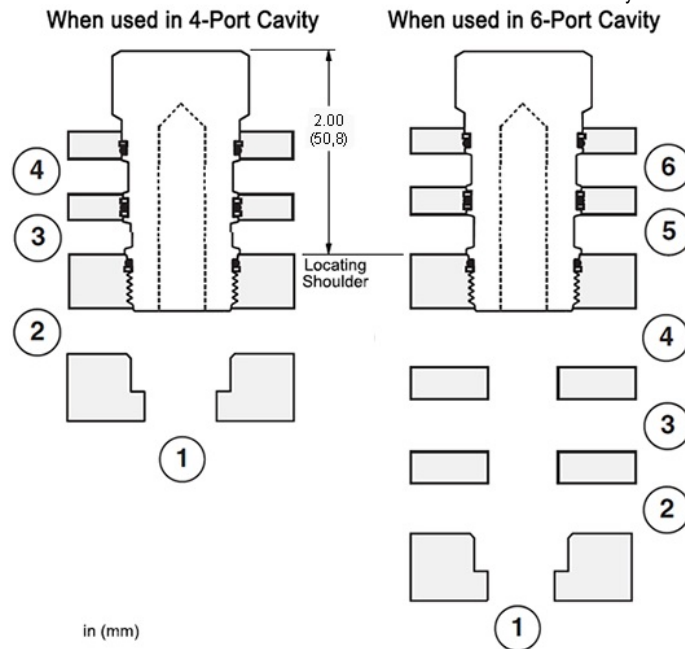 When used in 4-Port Cavity
When used in 6-Port Cavity
2.00
(50,8)
4
3
Locating
Shoulder
2
1
6
5
4
3
2
1
in (mm)